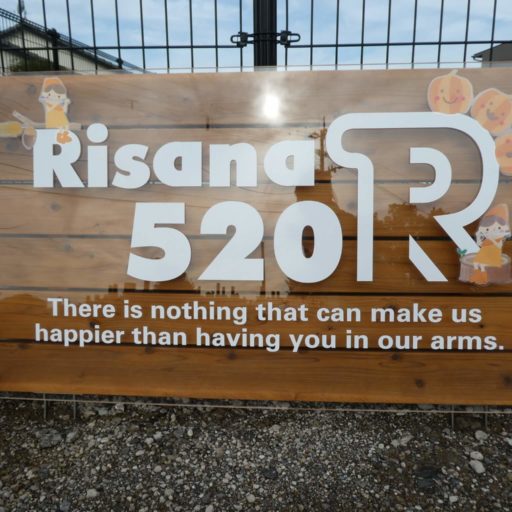 Risana
520
R
There is nothing that can make us
happier than having you in our arms.